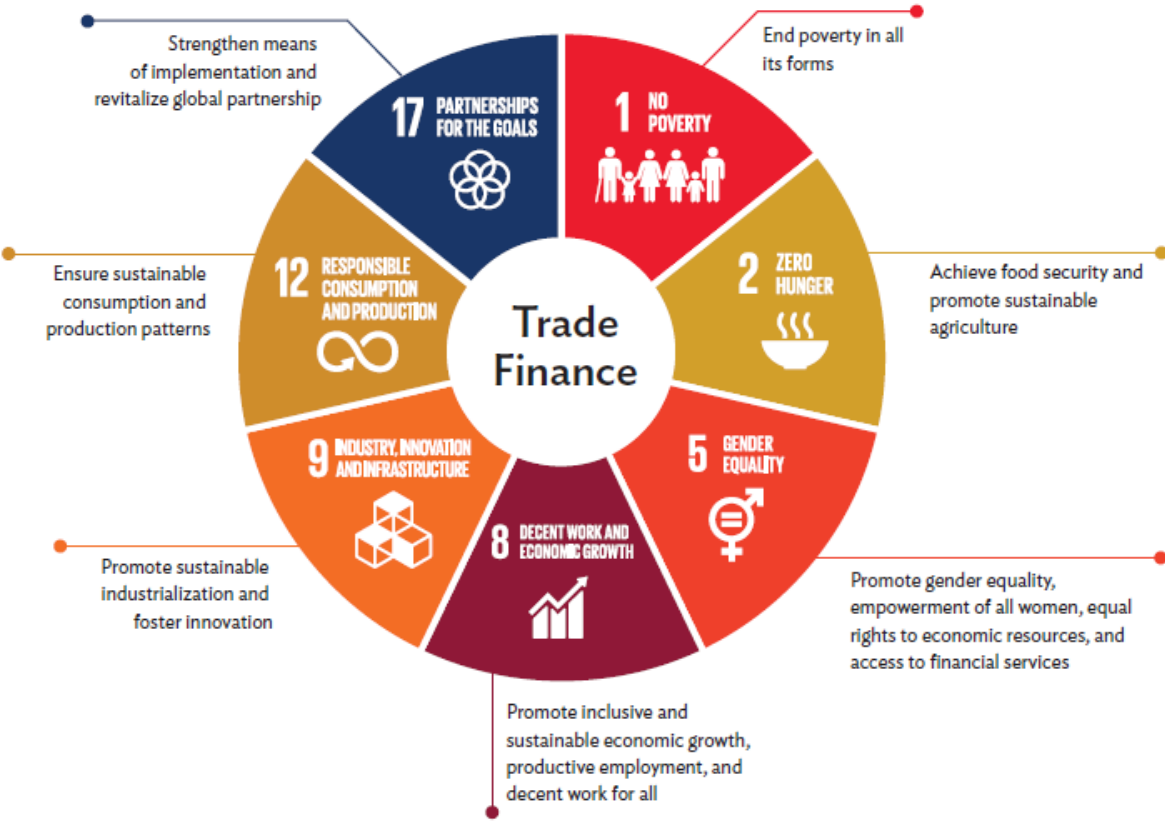 Strengthen means
of implementation and
revitalize global partnership
End poverty in all
its forms
17 PARTNERSHIPS
FOR THE GOALS
1 NO
POVERTY
Ensure sustainable
consumption and
production patterns
12 RESPONSIBLE
CONSUMPTION
AND PRODUCTION
2 ZERO
HUNGER
Achieve food security and
promote sustainable
agriculture
Trade
Finance
9 INDUSTRY, INNOVATION
AND INFRASTRUCTURE
5 GENDER
EQUALITY
8 DECENT WORK AND
ECONOMIC GROWTH
Promote sustainable
industrialization and
foster innovation
Promote gender equality,
empowerment of all women, equal
rights to economic resources, and
access to financial services
Promote inclusive and
sustainable economic growth,
productive employment, and
decent work for all